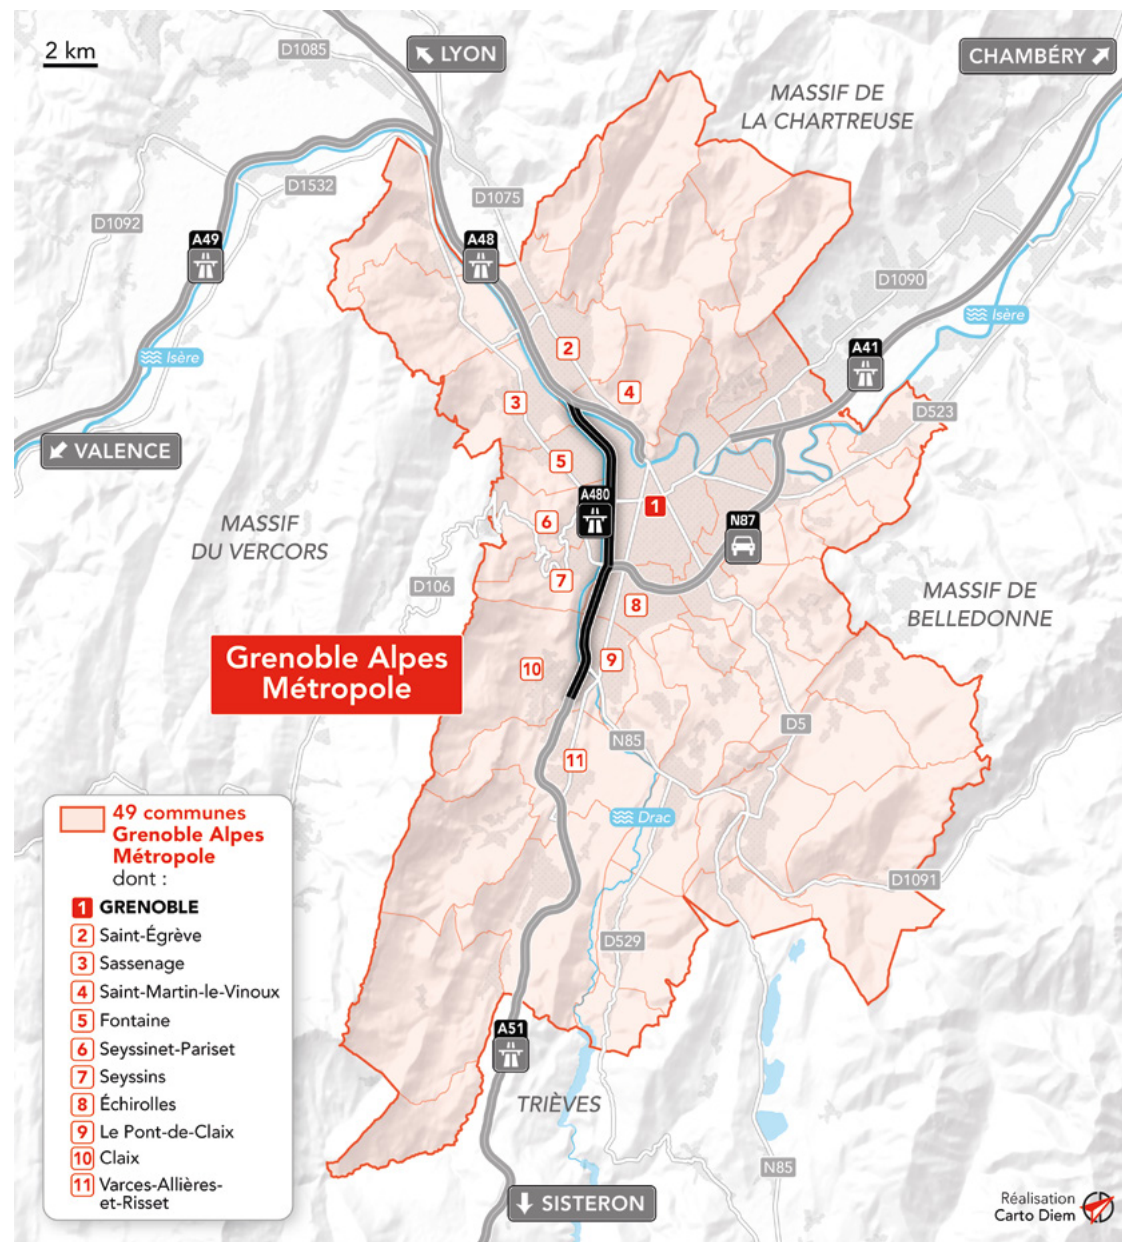 2 km
D1085
LYON
CHAMBÉRY
MASSIF DE
LA CHARTREUSE
D1532
D1075
D1092
A49
A48
D1090
Isère
Isère
A41
2
4
3
D523
VALENCE
5
A480
1
MASSIF
DU VERCORS
6
N87
D106
7
8
MASSIF DE
BELLEDONNE
Grenoble Alpes
Métropole
10
9
D5
N85
11
Drac
D1091
D529
A51
TRIÈVES
N85
SISTERON
49 communes
Grenoble Alpes
Métropole
dont :
1 GRENOBLE
2 Saint-Égrève
3 Sassenage
4 Saint-Martin-le-Vinoux
5 Fontaine
6 Seyssinet-Pariset
7 Seyssins
8 Échirolles
9 Le Pont-de-Claix
10 Claix
11 Varces-Allières-
et-Risset
Réalisation
Carto Diem